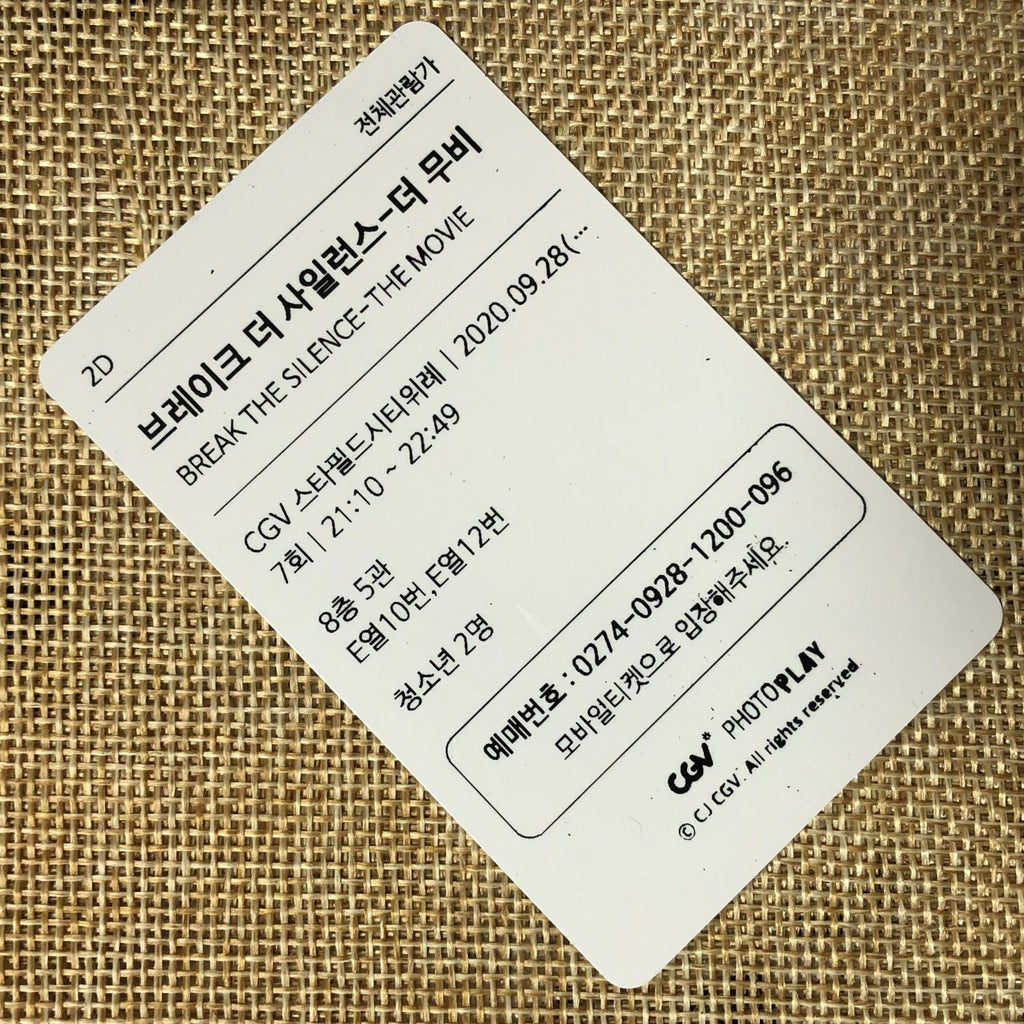 2D 전체관람가
브레이크 더 사일런스-더 무비
BREAK THE SILENCE-THE MOVIE
CGV 스타필드시티위례 | 2020.09.28(...
7회 | 21:10 ~ 22:49
8층 5관
E열10번,E열12번
청소년 2명
예매번호 : 0274-0928-1200-096
모바일티켓으로 입장해주세요.
CGV* PHOTOPLAY
© CJ CGV. All rights reserved.